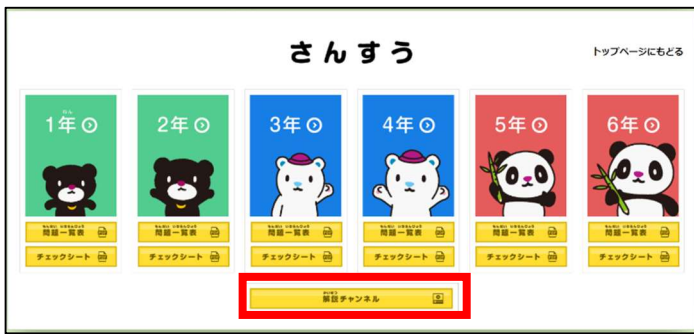 さんすう
トップページにもどる
1年 2年 3年 4年 5年 6年
問題一覧表 問題一覧表 問題一覧表 問題一覧表 問題一覧表 問題一覧表
チェックシート チェックシート チェックシート チェックシート チェックシート チェックシート
解説チャンネル